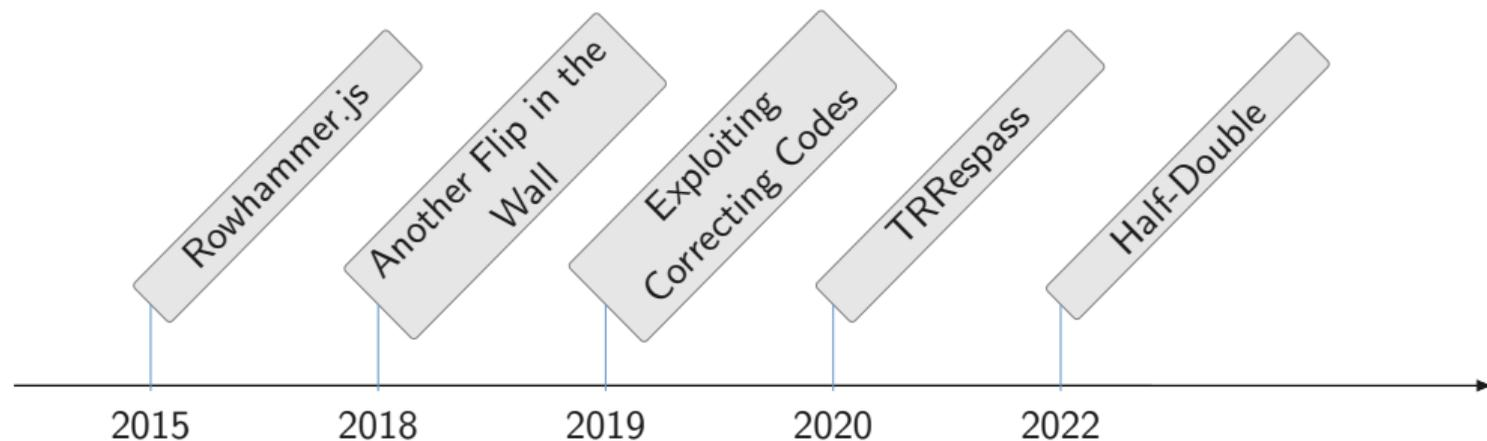 Rowhammer.js
Another Flip in the
Wall
Exploiting
Correcting Codes
TRRespass
Half-Double
2015
2018
2019
2020
2022